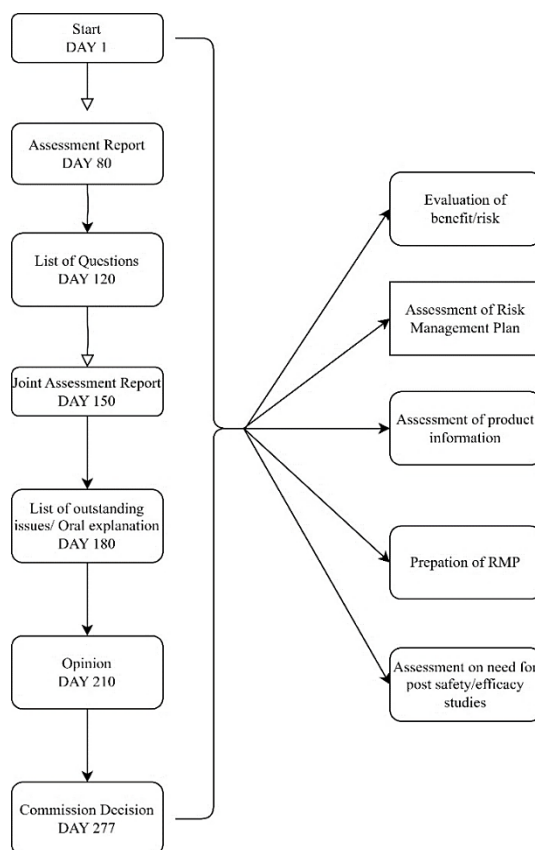 Start
DAY 1
Assessment Report
DAY 80
List of Questions
DAY 120
Joint Assessment Report
DAY 150
List of outstanding
issues/ Oral explanation
DAY 180
Opinion
DAY 210
Commission Decision
DAY 277
Evaluation of
benefit/risk
Assessment of Risk
Management Plan
Assessment of product
information
Prepation of RMP
Assessment on need for
post safety/efficacy
studies